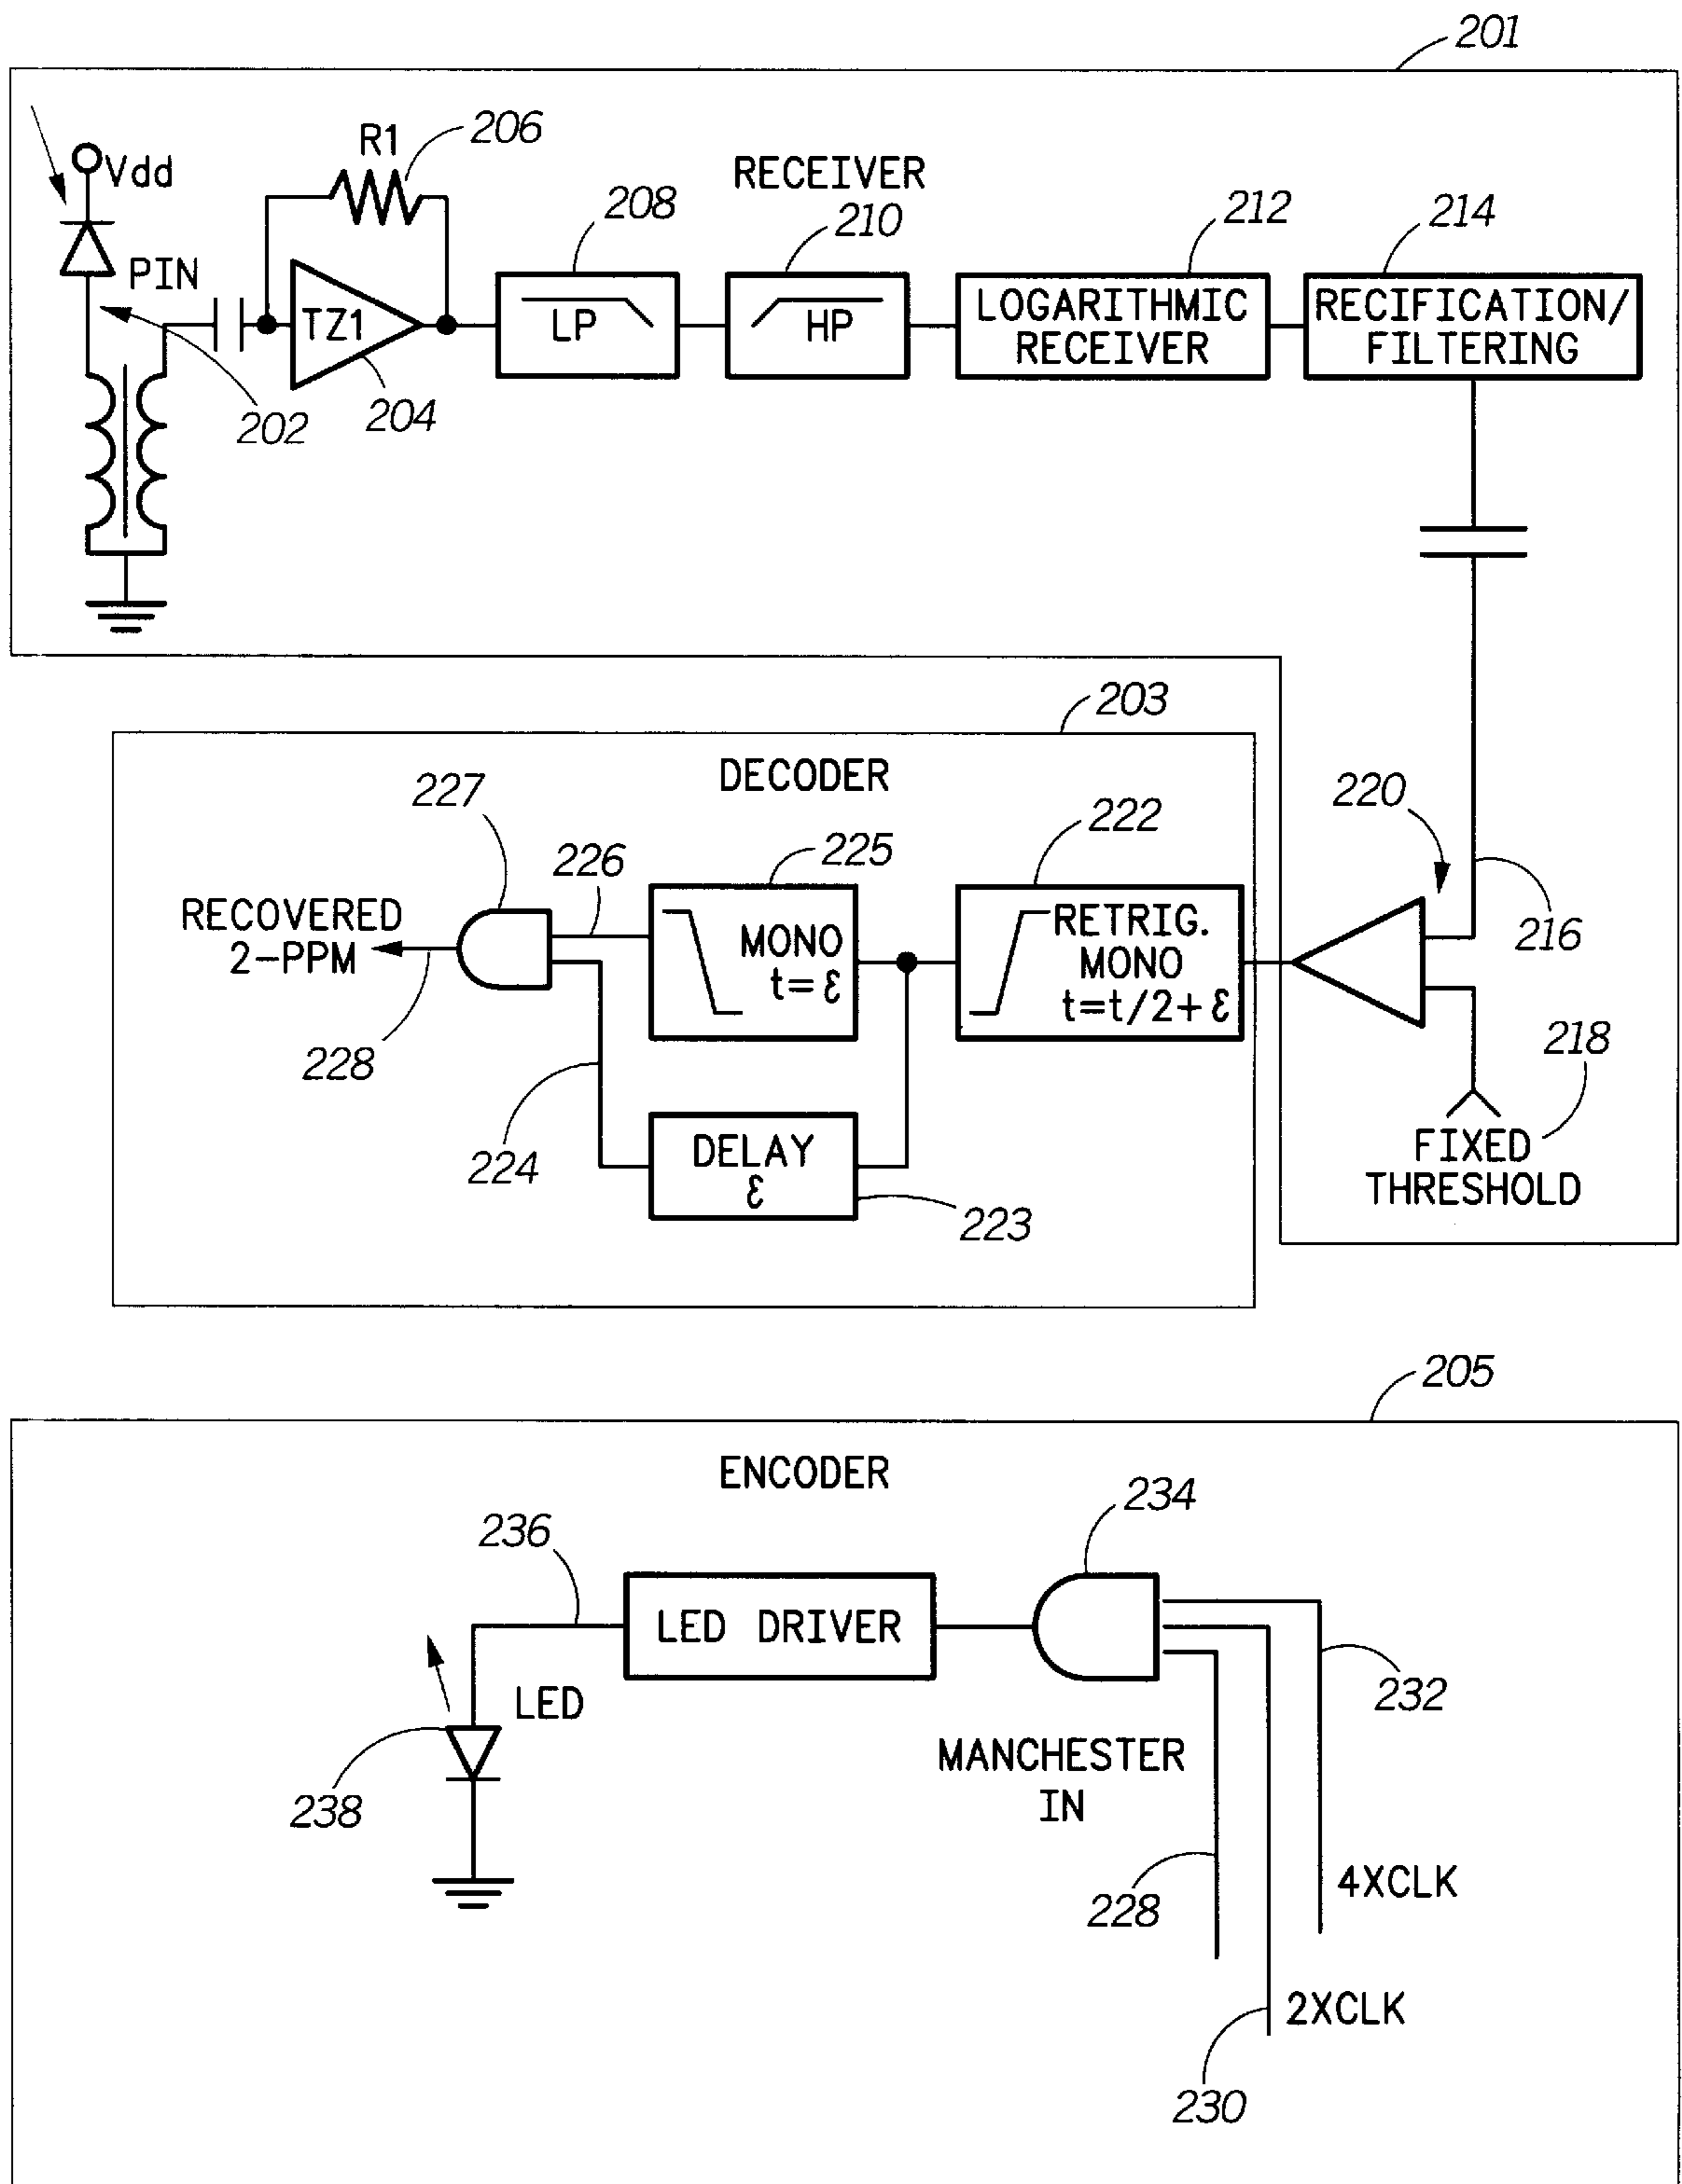 201
Vdd
R1
206
RECEIVER
208
210
212
214
PIN
TZ1
LP
HP
LOGARITHMIC
RECEIVER
RECIFICATION/
FILTERING
202
204
203
DECODER
220
227
226
225
222
RECOVERED
2-PPM
MONO
t= ε
RETRIG.
MONO
t=t/2+ ε
216
228
224
DELAY
ε
223
218
FIXED
THRESHOLD
205
ENCODER
234
236
LED DRIVER
LED
232
238
MANCHESTER
IN
228
4XCLK
2XCLK
230